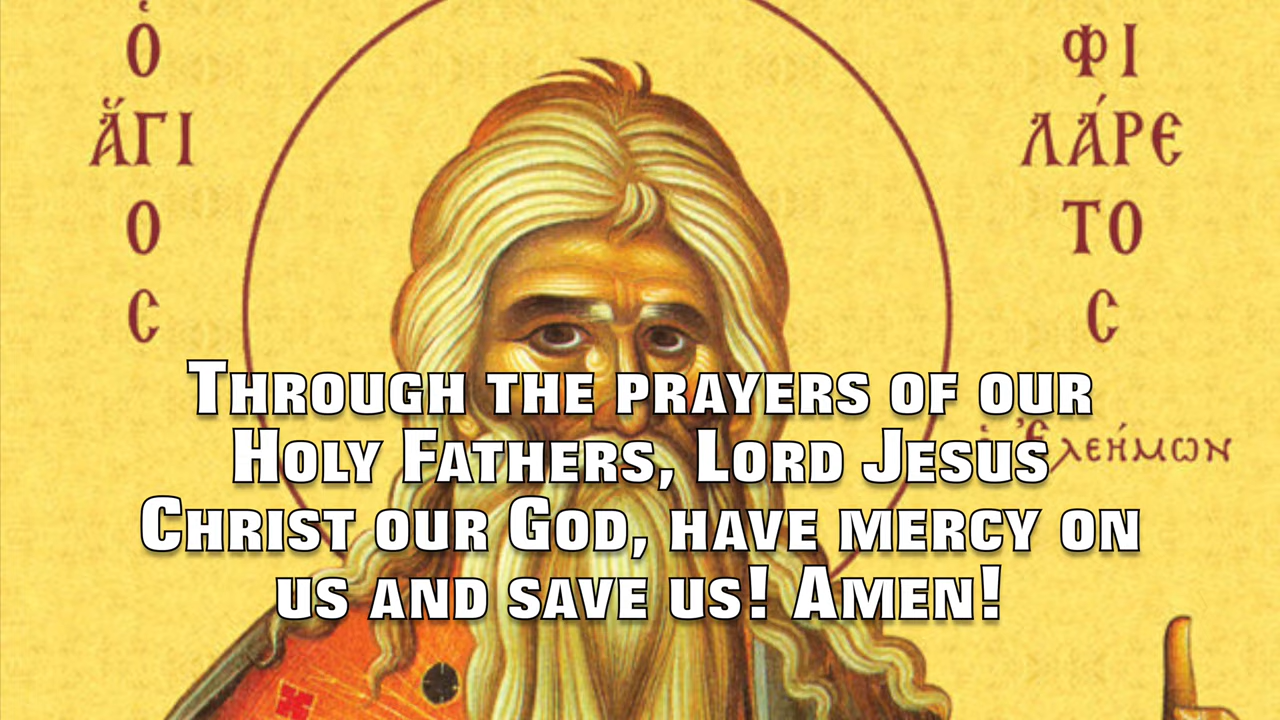 Ὁ
ἍΓΙ
Ο
C
ΦΙ
ΛΆΡΕ
ΤΟ
C
ὁ Ἐλεήμων
Through the prayers of our
Holy Fathers, Lord Jesus
Christ our God, have mercy on
us and save us! Amen!